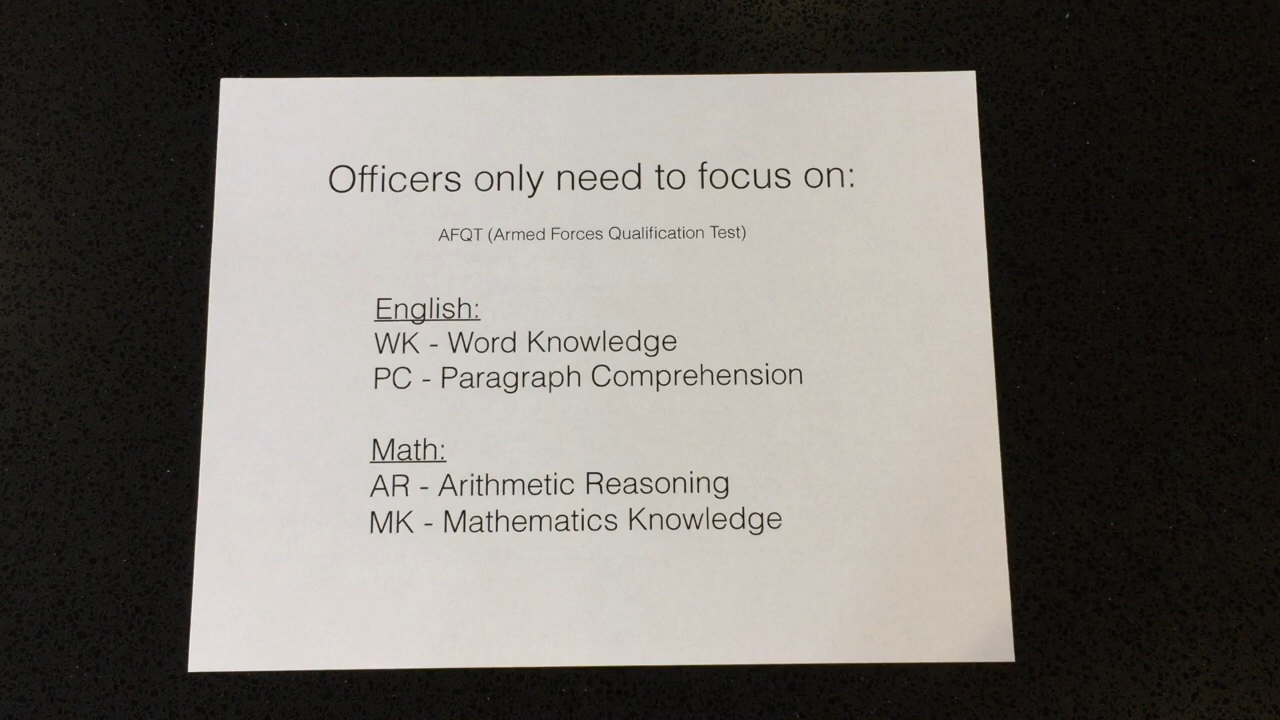 Officers only need to focus on:
AFQT (Armed Forces Qualification Test)
English:
WK - Word Knowledge
PC - Paragraph Comprehension
Math:
AR - Arithmetic Reasoning
MK - Mathematics Knowledge